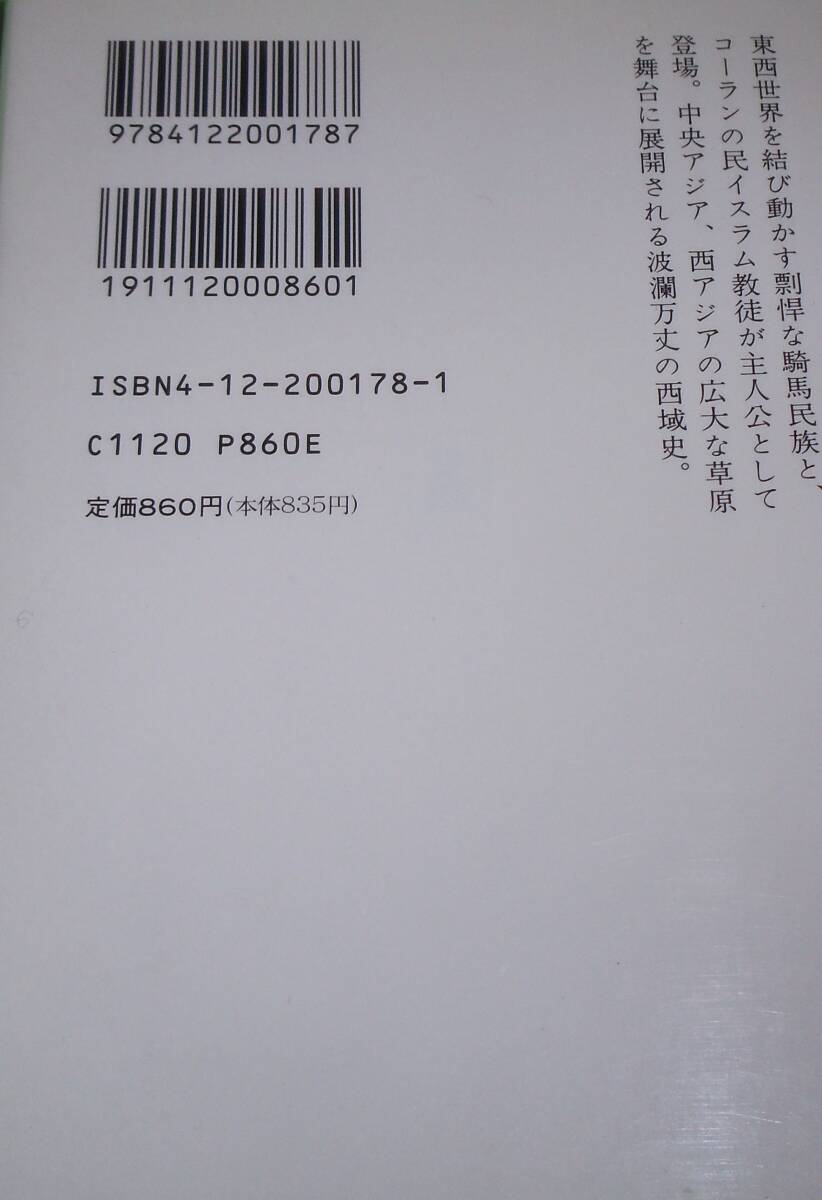 東西世界を結び動かす剽悍な騎馬民族と、
コーランの民イスラム教徒が主人公として
登場。中央アジア、西アジアの広大な草原
を舞台に展開される波瀾万丈の西域史。
9784122001787
1911120008601
ISBN4-12-200178-1
C1120 P860E
定価860円(本体835円)